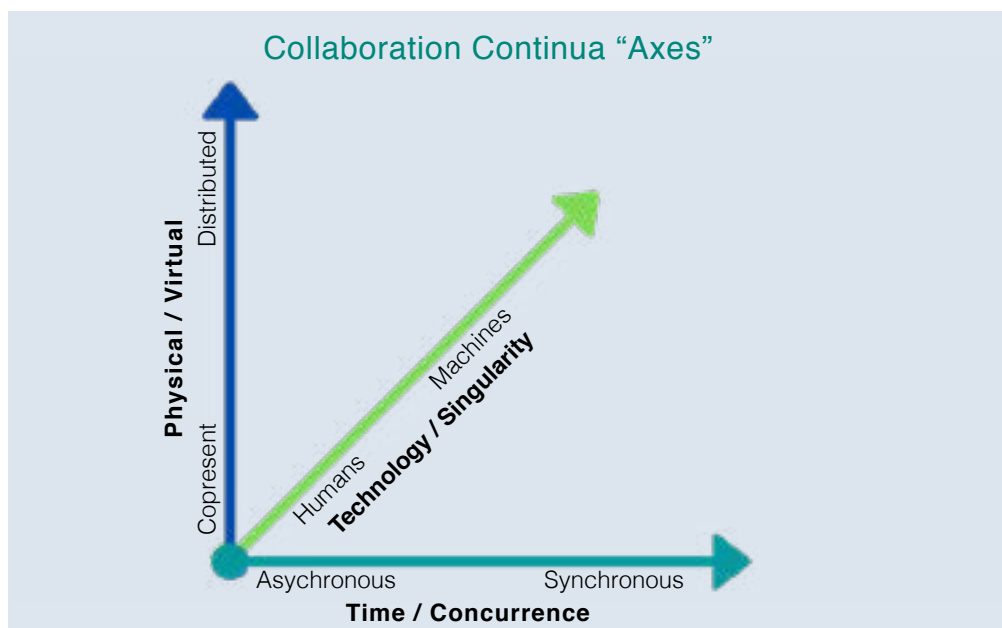 Collaboration Continua “Axes”
Physical / Virtual
Distributed
Copresent
Machines
Humans
Technology / Singularity
Asychronous
Synchronous
Time / Concurrence